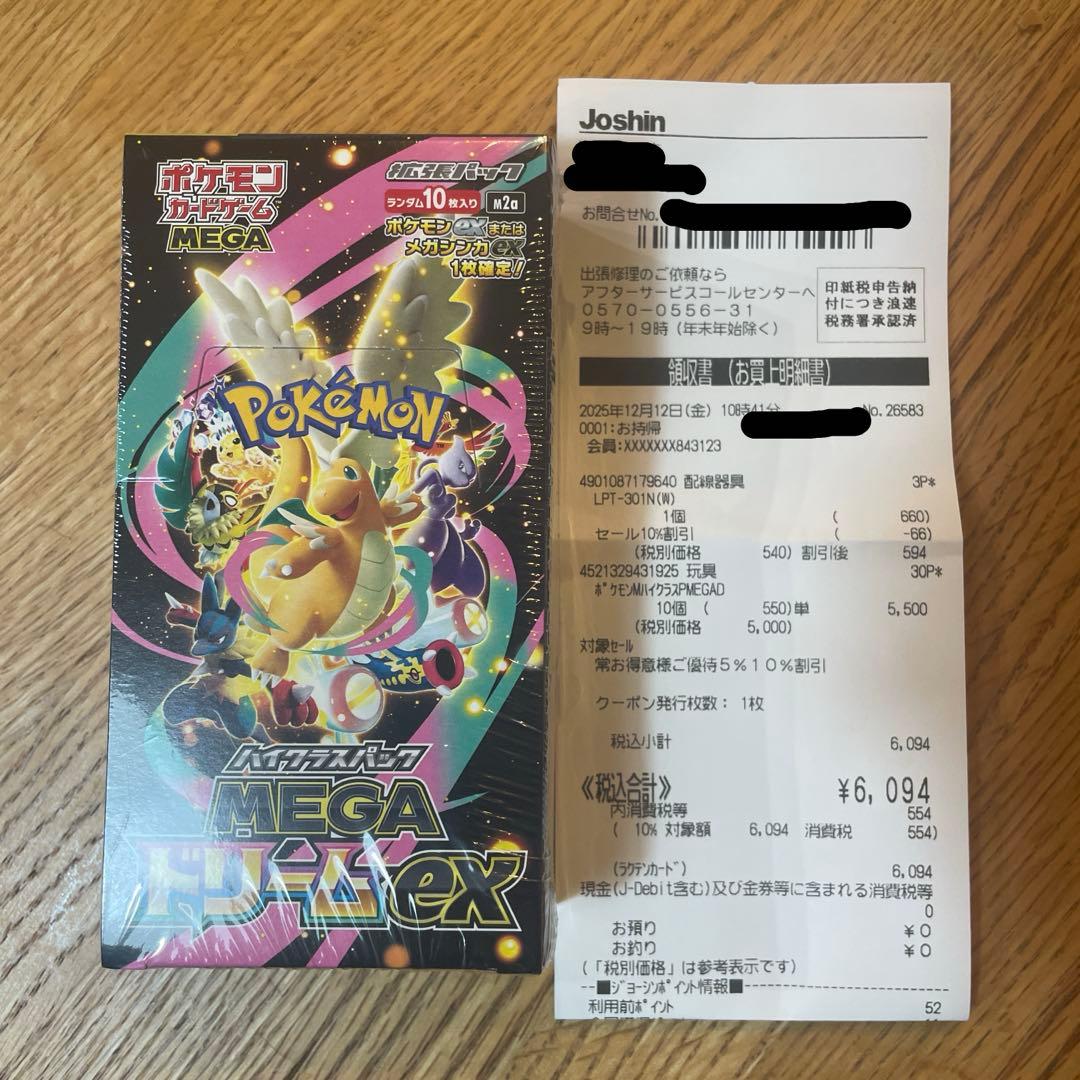 ポケモン
カードゲーム
MEGA
拡張パック
ランダム10枚入り M2a
ポケモンexまたは
メガシンカex
1枚確定!
POKéMON
ハイクラスパック
MEGA
ドリームex
Joshin
お問合せNo.
出張修理のご依頼なら
アフターサービスコールセンターへ
0570-0556-31
9時～19時(年末年始除く)
印紙税申告納
付につき浪速
税務署承認済
領収書 (お買上明細書)
2025年12月12日(金) 10時41分 No.26583
0001:お持帰
会員:XXXXXXX843123
4901087179640 配線器具 3P*
LPT-301N(W)
1個 ( 660)
セール10%割引 ( -66)
(税別価格 540) 割引後 594
4521329431925 玩具 30P*
ポケモンMハイクラスPMEGAD
10個 ( 550)単 5,500
(税別価格 5,000)
対象セール
常お得意様ご優待5%10%割引
クーポン発行枚数: 1枚
税込小計 6,094
《税込合計》 ¥6,094
内消費税等 554
( 10% 対象額 6,094 消費税 554)
(ラクテンカード) 6,094
現金(J-Debit含む)及び金券等に含まれる消費税等
0
お預り ¥0
お釣り ¥0
(「税別価格」は参考表示です)
--■ジョーシンポイント情報■--
利用前ポイント 52